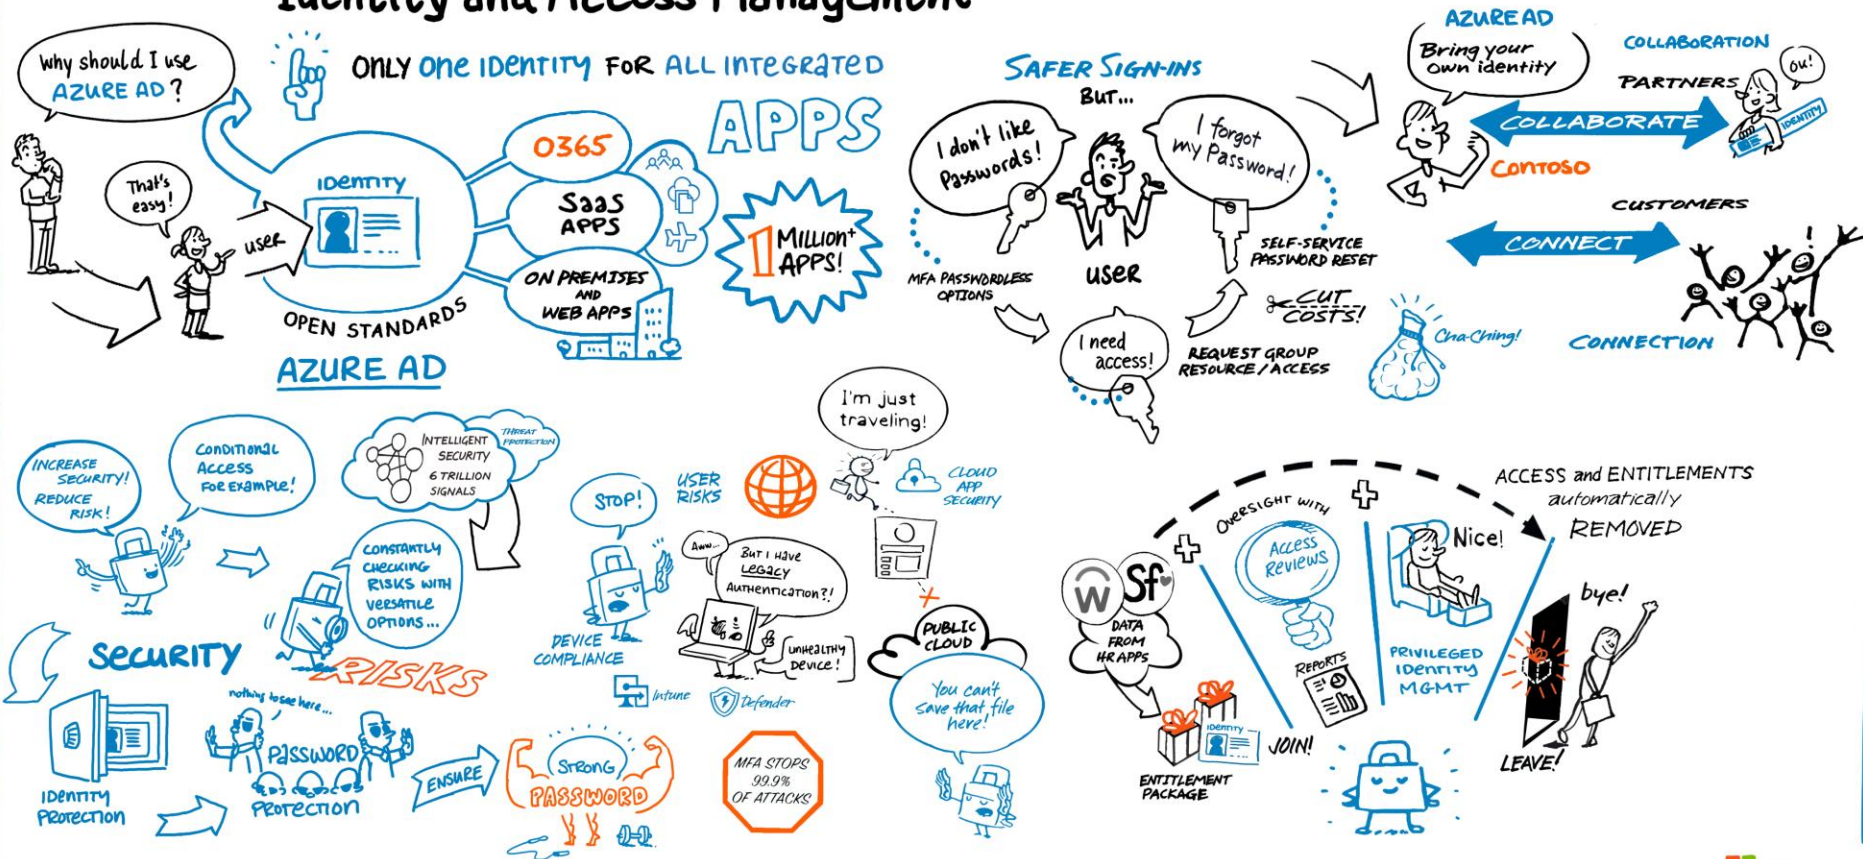 Identity and Access Management
Why should I use
AZURE AD?
That's
easy!
user
ONLY ONE IDENTITY FOR ALL INTEGRATED
APPS
IDENTITY
OPEN STANDARDS
AZURE AD
O365
SaaS
APPS
ON PREMISES
AND
WEB APPS
1 MILLION+
APPS!
SAFER SIGN-INS
BUT...
I don't like
Passwords!
I forgot
my Password!
user
MFA PASSWORDLESS
OPTIONS
I need
access!
REQUEST GROUP
RESOURCE/ACCESS
SELF-SERVICE
PASSWORD RESET
CUT
COSTS!
Cha-Ching!
AZURE AD
Bring your
own identity
COLLABORATION
PARTNERS
OU!
IDENTITY
COLLABORATE
CONTOSO
CUSTOMERS
CONNECT
CONNECTION
INCREASE
SECURITY!
REDUCE
RISK!
CONDITIONAL
ACCESS
FOR EXAMPLE!
INTELLIGENT
SECURITY
6 TRILLION
SIGNALS
THREAT
PROTECTION
CONSTANTLY
CHECKING
RISKS WITH
VERSATILE
OPTIONS...
SECURITY
RISKS
IDENTITY
PROTECTION
nothing to see here...
PASSWORD
PROTECTION
ENSURE
STRONG
PASSWORD
STOP!
USER
RISKS
DEVICE
COMPLIANCE
Intune
Defender
Aww...
BUT I HAVE
LEGACY
AUTHENTICATION?!
UNHEALTHY
DEVICE!
MFA STOPS
99.9%
OF ATTACKS
I'm just
traveling!
CLOUD
APP
SECURITY
PUBLIC
CLOUD
You can't
save that file
here!
W
Sf
DATA
FROM
HR APPS
ENTITLEMENT
PACKAGE
IDENTITY
JOIN!
OVERSIGHT WITH
ACCESS
REVIEWS
REPORTS
Nice!
PRIVILEGED
IDENTITY
MGMT
ACCESS and ENTITLEMENTS
automatically
REMOVED
bye!
LEAVE!